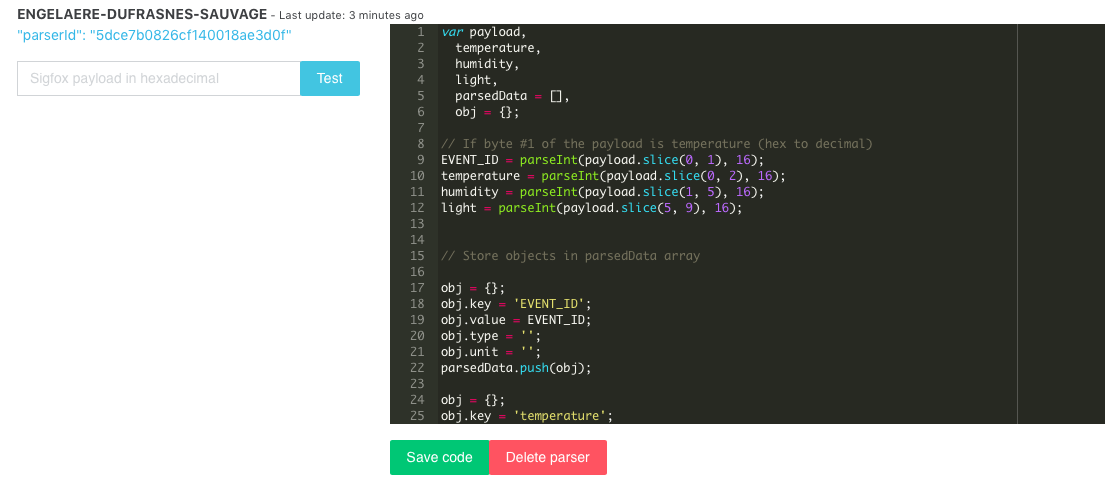 ENGELAERE-DUFRASNES-SAUVAGE - Last update: 3 minutes ago
"parserId": "5dce7b0826cf140018ae3d0f"
Sigfox payload in hexadecimal
Test
1 var payload,
2 temperature,
3 humidity,
4 light,
5 parsedData = [],
6 obj = {};
7
8 // If byte #1 of the payload is temperature (hex to decimal)
9 EVENT_ID = parseInt(payload.slice(0, 1), 16);
10 temperature = parseInt(payload.slice(0, 2), 16);
11 humidity = parseInt(payload.slice(1, 5), 16);
12 light = parseInt(payload.slice(5, 9), 16);
13
14
15 // Store objects in parsedData array
16
17 obj = {};
18 obj.key = 'EVENT_ID';
19 obj.value = EVENT_ID;
20 obj.type = '';
21 obj.unit = '';
22 parsedData.push(obj);
23
24 obj = {};
25 obj.key = 'temperature';
Save code
Delete parser